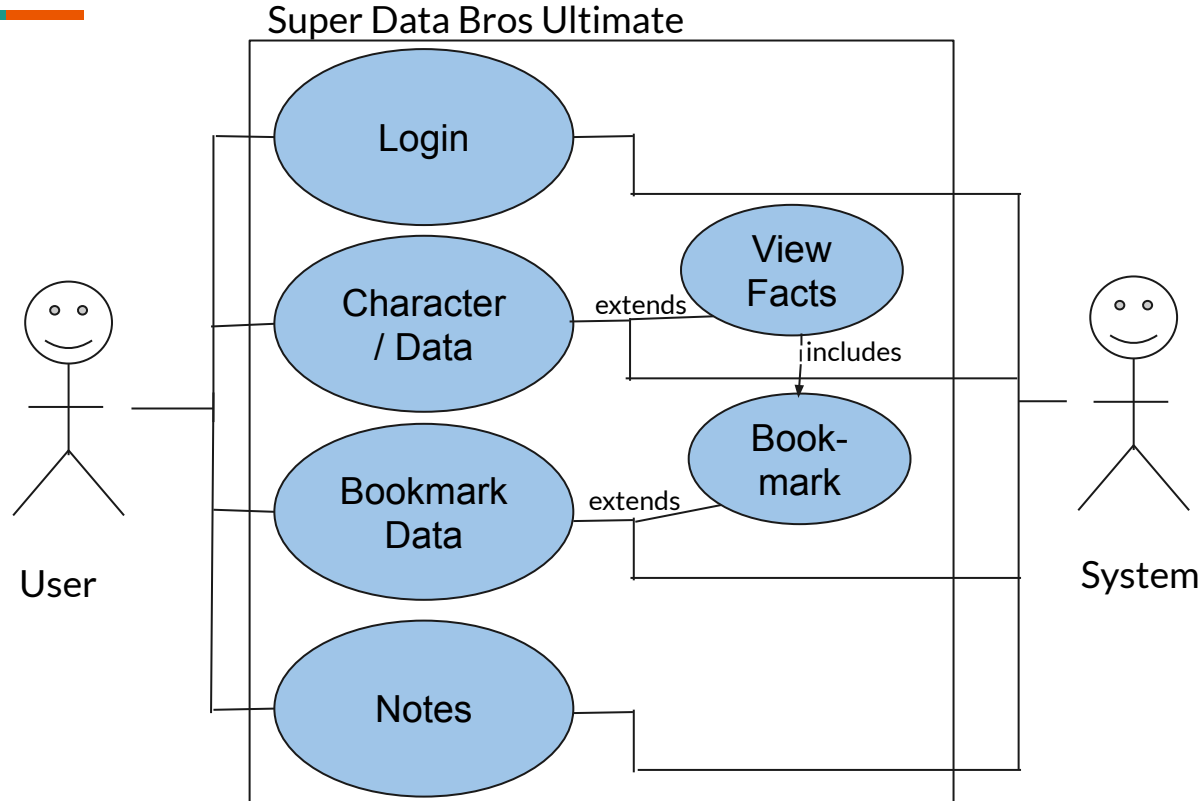 Super Data Bros Ultimate
Login
View
Facts
Character
/ Data
extends
includes
Book-
mark
Bookmark
Data
extends
User
System
Notes